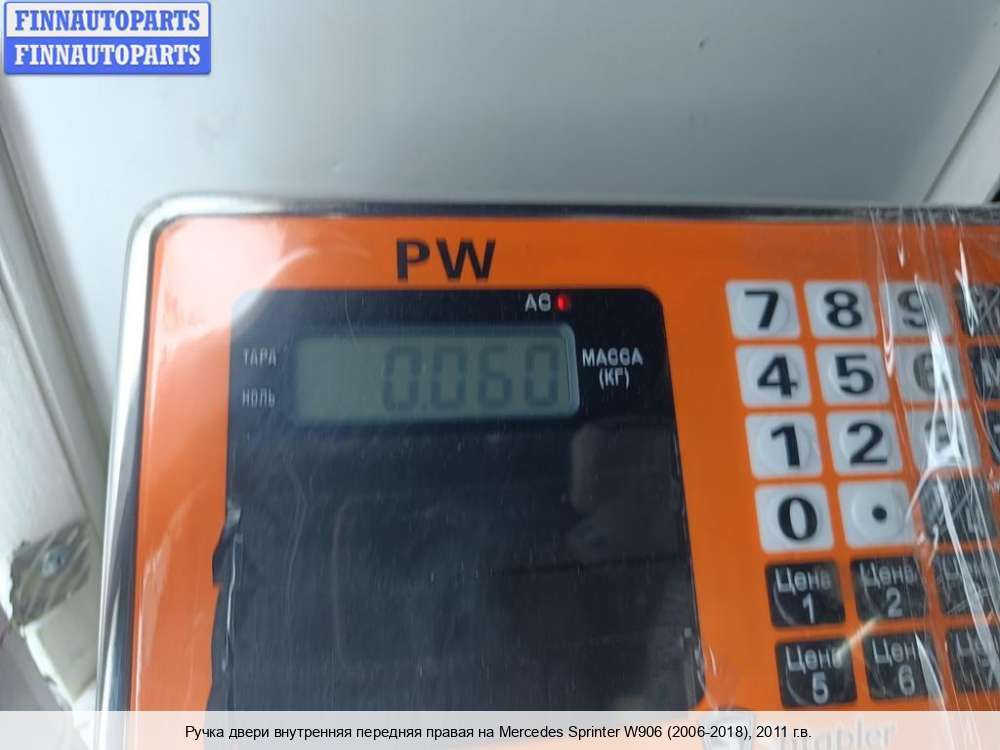 FINNAUTOPARTS
FINNAUTOPARTS
PW
AC
ТАРА
НОЛЬ
0.060
МАССА
(КГ)
7 8 9
4 5 6
1 2 3
0 .
Цена 1
Цена 2
Цена 5
Цена 6
Ручка двери внутренняя передняя правая на Mercedes Sprinter W906 (2006-2018), 2011 г.в.